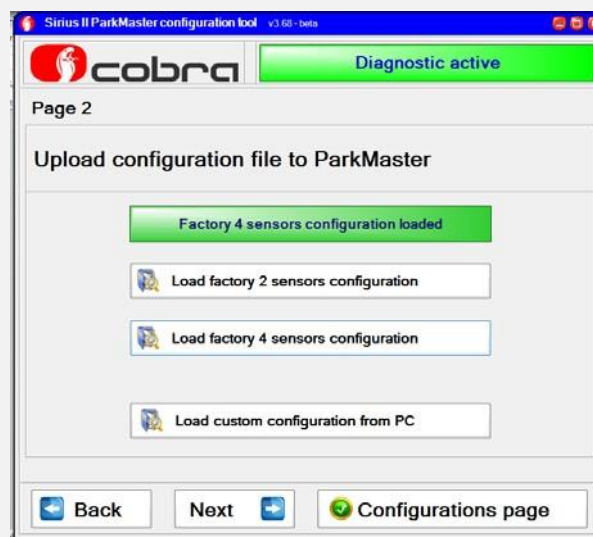 Sirius II ParkMaster configuration tool v3.68 - beta
cobra
Diagnostic active
Page 2
Upload configuration file to ParkMaster
Factory 4 sensors configuration loaded
Load factory 2 sensors configuration
Load factory 4 sensors configuration
Load custom configuration from PC
Back
Next
Configurations page